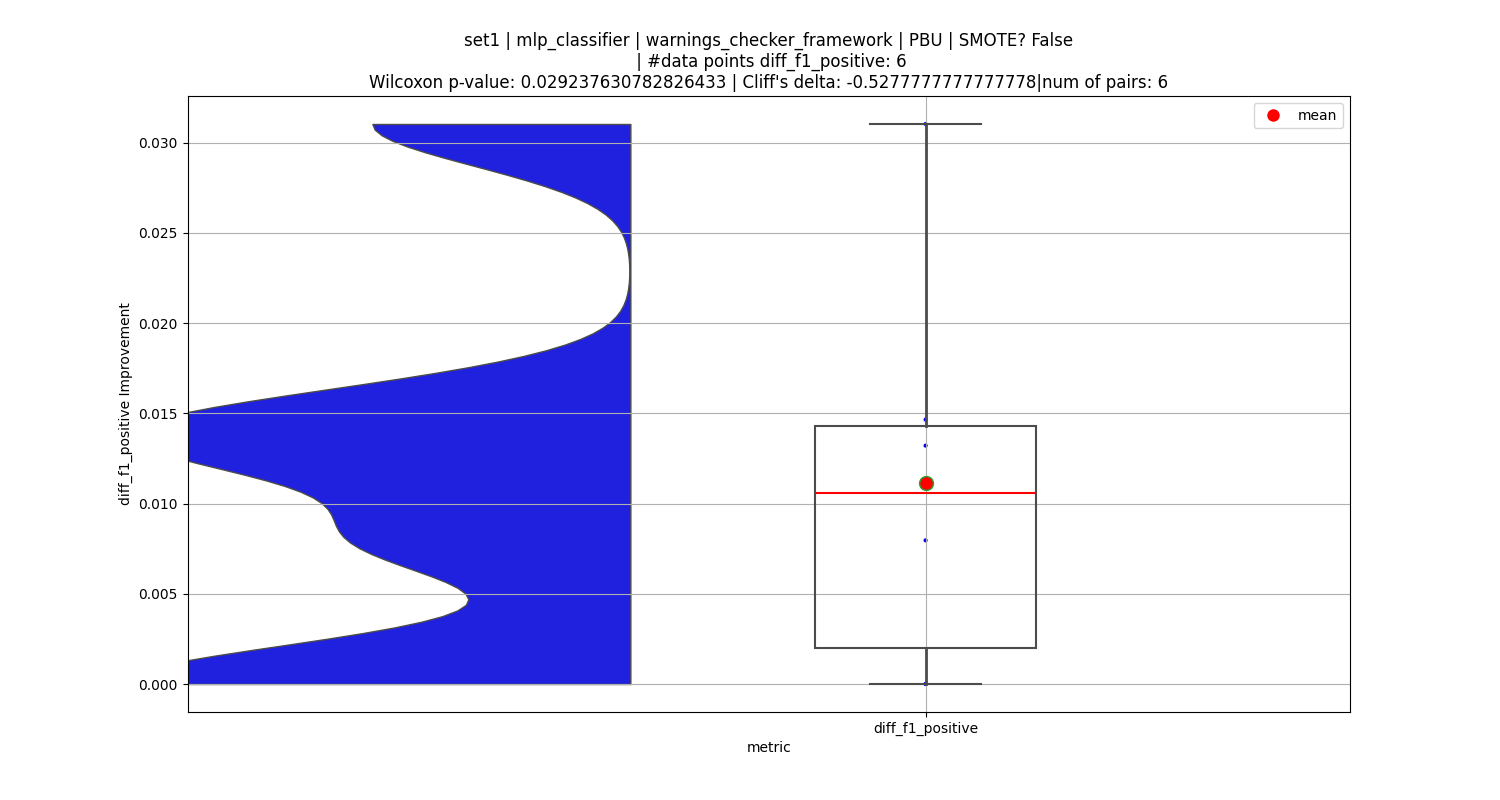 set1 | mlp_classifier | warnings_checker_framework | PBU | SMOTE? False
| #data points diff_f1_positive: 6
Wilcoxon p-value: 0.029237630782826433 | Cliff's delta: -0.5277777777777778|num of pairs: 6
mean
0.030
0.025
0.020
0.015
0.010
0.005
0.000
diff_f1_positive Improvement
diff_f1_positive
metric